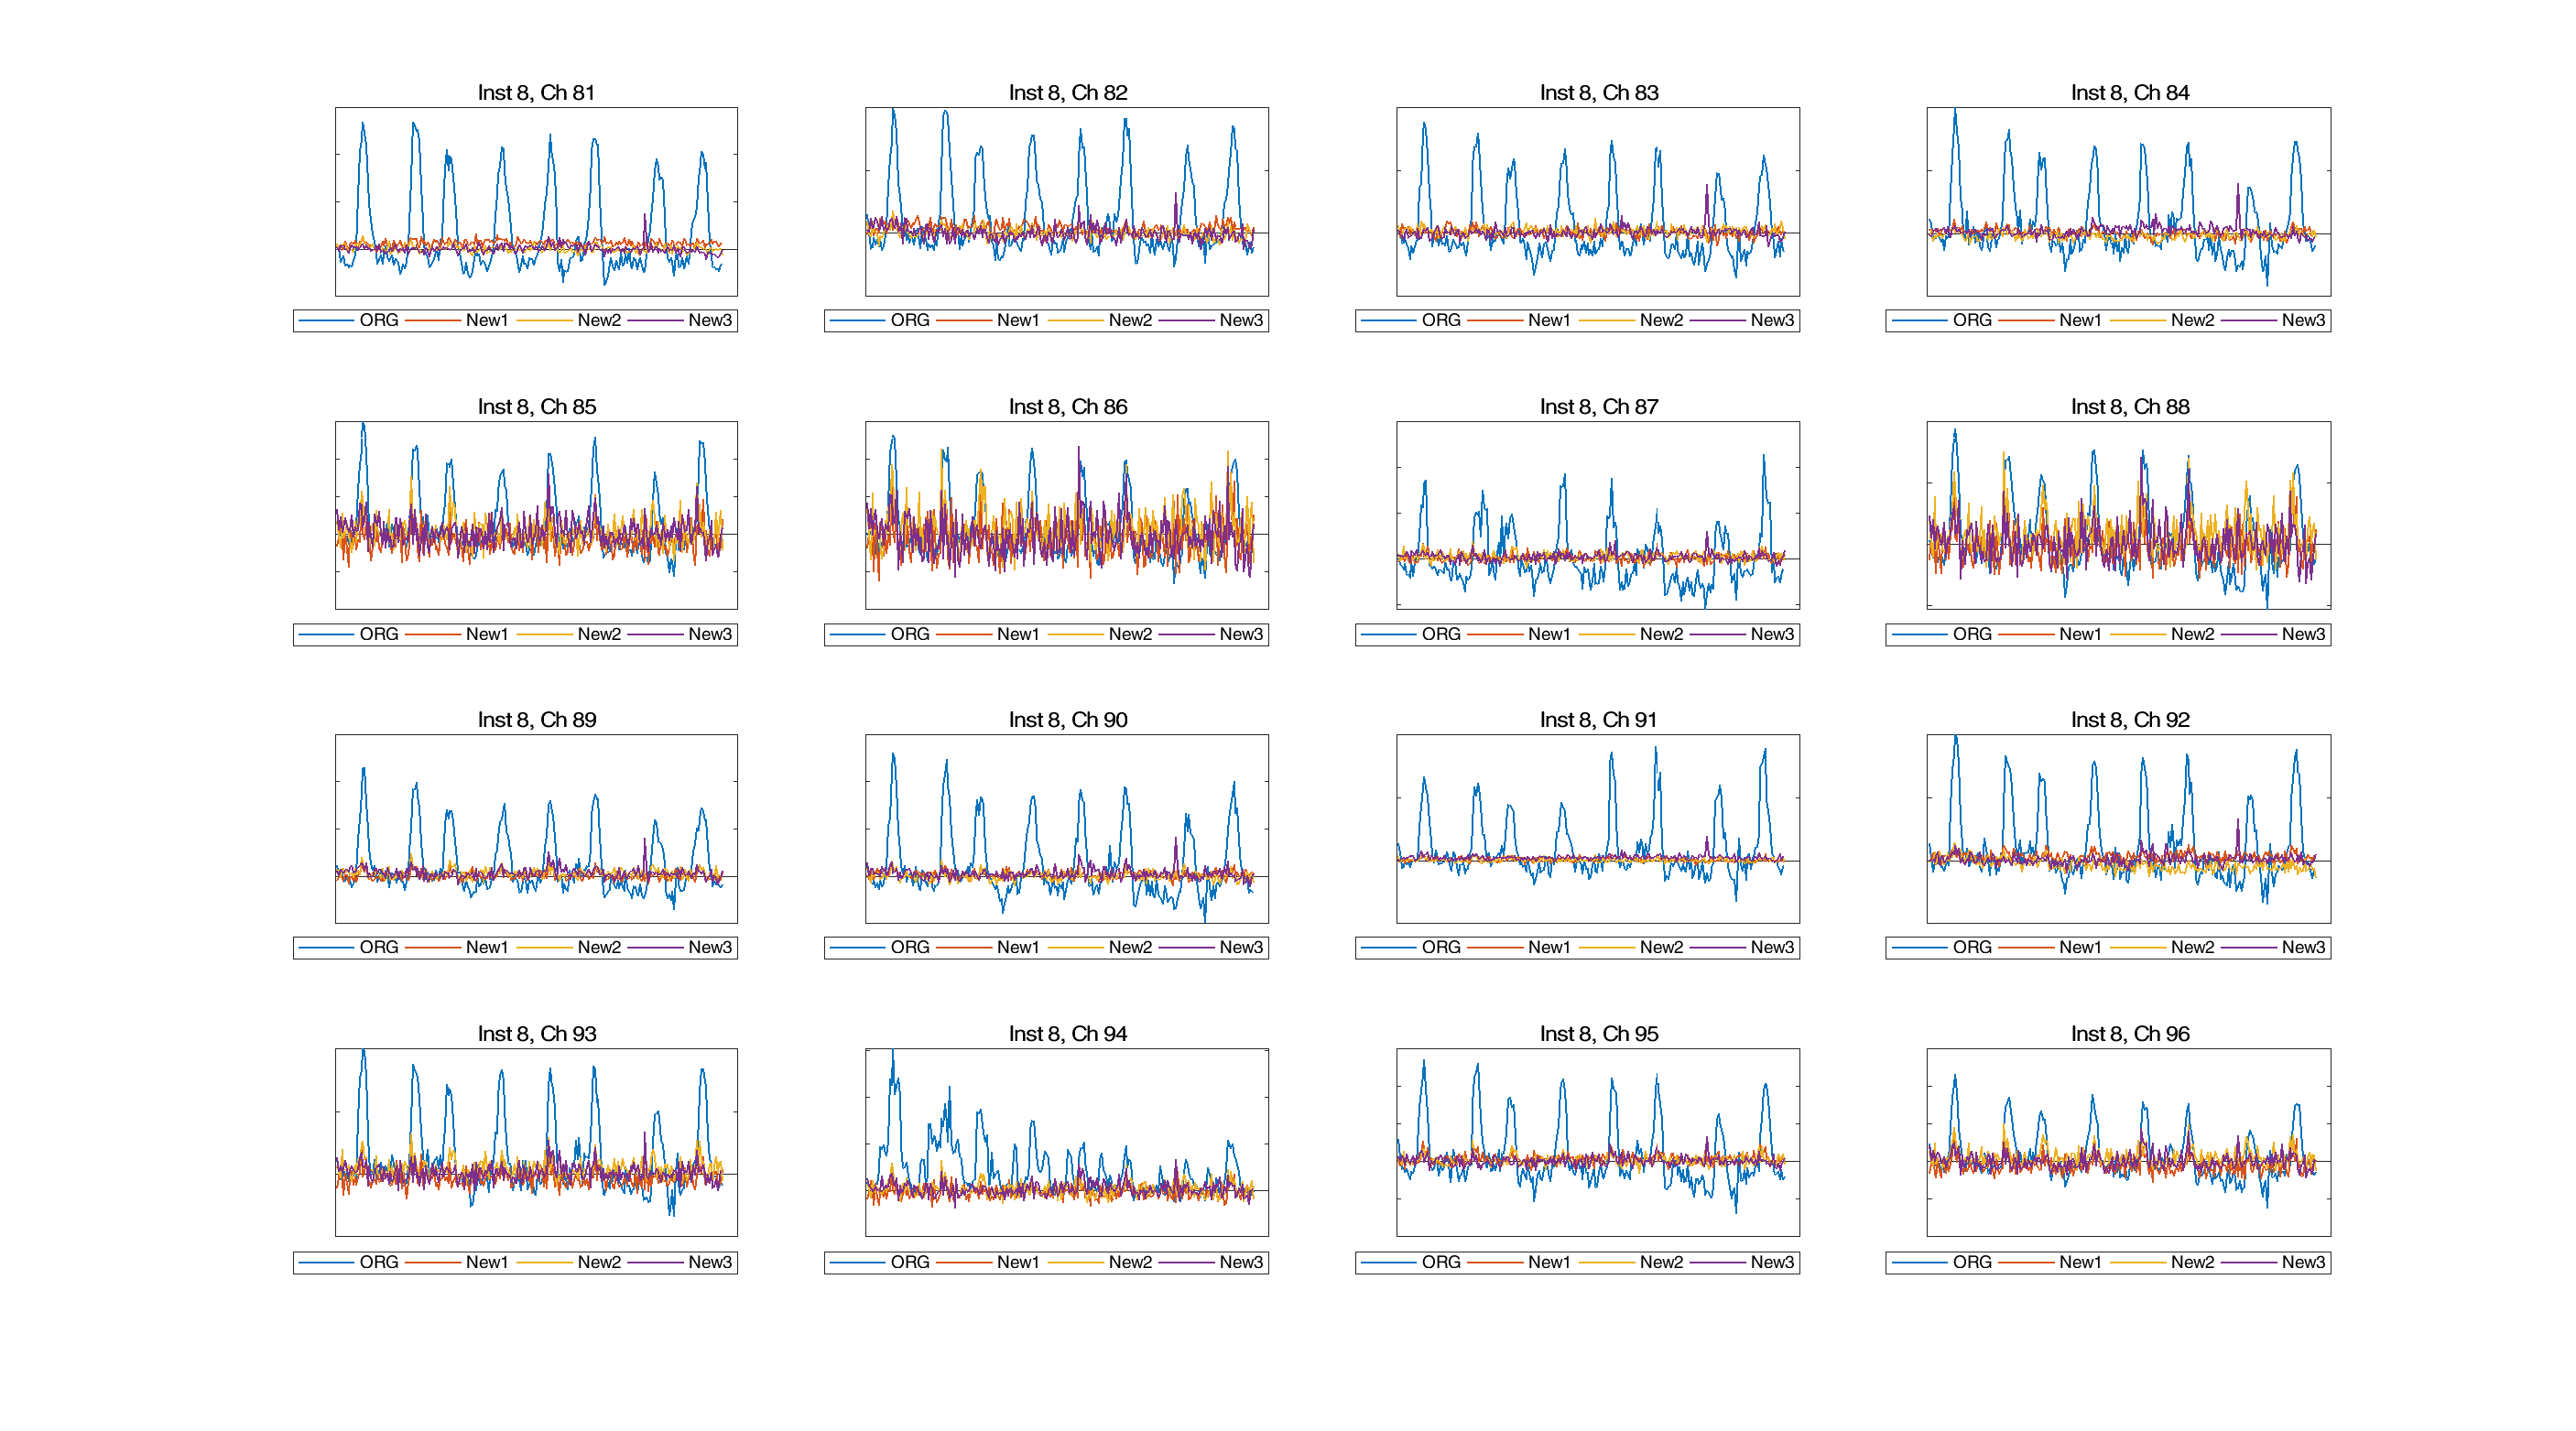 Inst 8, Ch 81
Inst 8, Ch 82
Inst 8, Ch 83
Inst 8, Ch 84
ORG New1 New2 New3
ORG New1 New2 New3
ORG New1 New2 New3
ORG New1 New2 New3
Inst 8, Ch 85
Inst 8, Ch 86
Inst 8, Ch 87
Inst 8, Ch 88
ORG New1 New2 New3
ORG New1 New2 New3
ORG New1 New2 New3
ORG New1 New2 New3
Inst 8, Ch 89
Inst 8, Ch 90
Inst 8, Ch 91
Inst 8, Ch 92
ORG New1 New2 New3
ORG New1 New2 New3
ORG New1 New2 New3
ORG New1 New2 New3
Inst 8, Ch 93
Inst 8, Ch 94
Inst 8, Ch 95
Inst 8, Ch 96
ORG New1 New2 New3
ORG New1 New2 New3
ORG New1 New2 New3
ORG New1 New2 New3